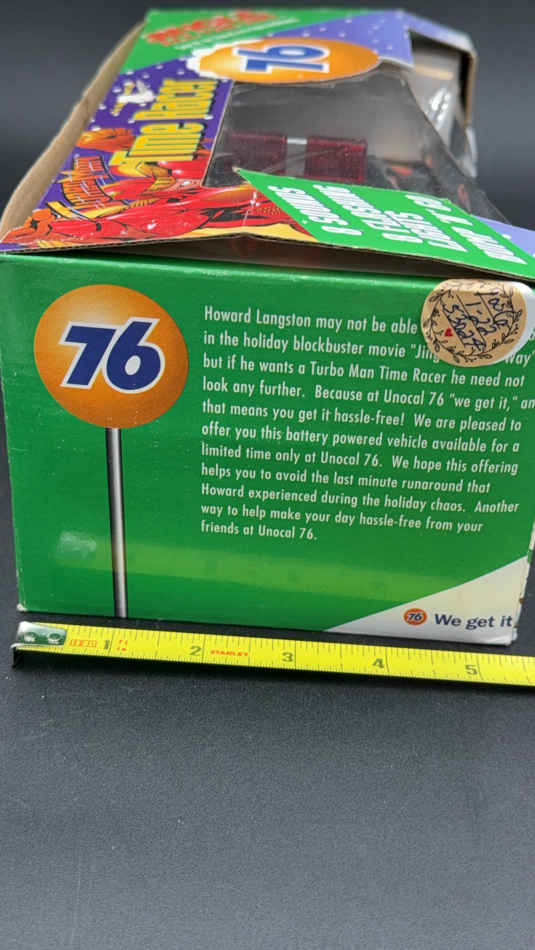 76
Time Racer
6 SOUNDS
& FLASHING
LIGHTS
76
Howard Langston may not be able
in the holiday blockbuster movie "Jing Way"
but if he wants a Turbo Man Time Racer he need not
look any further. Because at Unocal 76 "we get it," an
that means you get it hassle-free! We are pleased to
offer you this battery powered vehicle available for a
limited time only at Unocal 76. We hope this offering
helps you to avoid the last minute runaround that
Howard experienced during the holiday chaos. Another
way to help make your day hassle-free from your
friends at Unocal 76.
76 We get it
1 2 STANLEY 3 4 5